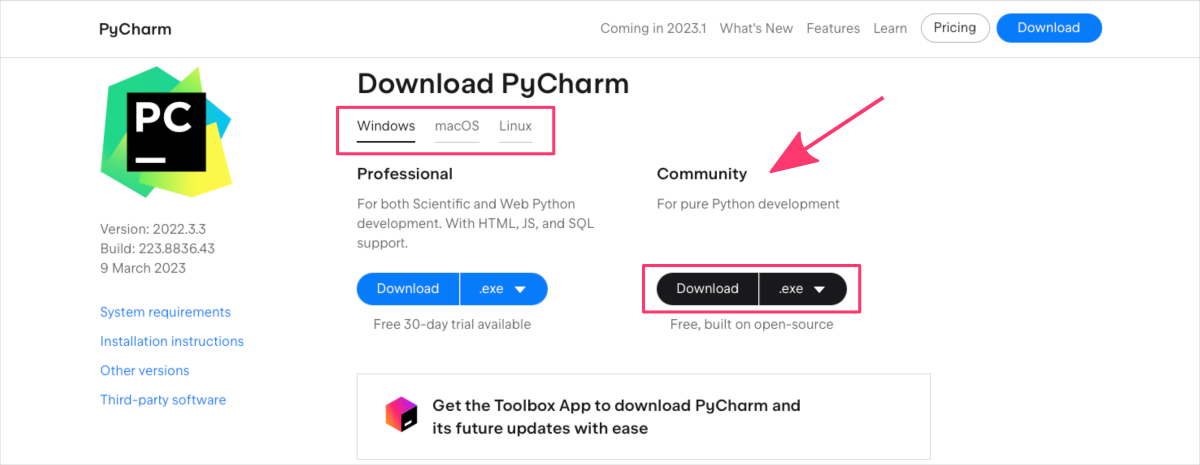 PyCharm
Coming in 2023.1 What's New Features Learn Pricing Download
PC
Version: 2022.3.3
Build: 223.8836.43
9 March 2023
System requirements
Installation instructions
Other versions
Third-party software
Download PyCharm
Windows macOS Linux
Professional
For both Scientific and Web Python
development. With HTML, JS, and SQL
support.
Download .exe
Free 30-day trial available
Community
For pure Python development
Download .exe
Free, built on open-source
Get the Toolbox App to download PyCharm and
its future updates with ease